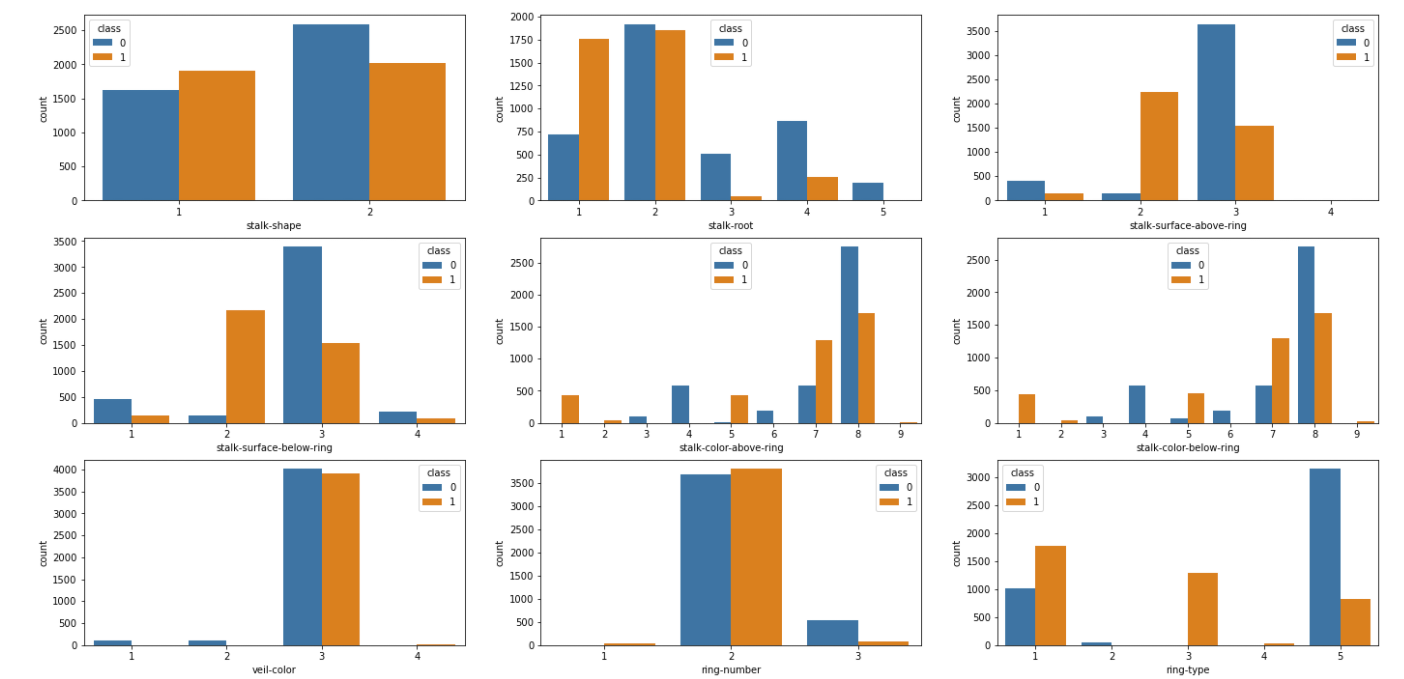 class
0
1
2500
2000
1500
1000
500
0
count
1 2
stalk-shape
class
0
1
2000
1750
1500
1250
1000
750
500
250
0
count
1 2 3 4 5
stalk-root
class
0
1
3500
3000
2500
2000
1500
1000
500
0
count
1 2 3 4
stalk-surface-above-ring
class
0
1
3500
3000
2500
2000
1500
1000
500
0
count
1 2 3 4
stalk-surface-below-ring
class
0
1
2500
2000
1500
1000
500
0
count
1 2 3 4 5 6 7 8 9
stalk-color-above-ring
class
0
1
2500
2000
1500
1000
500
0
count
1 2 3 4 5 6 7 8 9
stalk-color-below-ring
class
0
1
4000
3500
3000
2500
2000
1500
1000
500
0
count
1 2 3 4
veil-color
class
0
1
3500
3000
2500
2000
1500
1000
500
0
count
1 2 3
ring-number
class
0
1
3000
2500
2000
1500
1000
500
0
count
1 2 3 4 5
ring-type